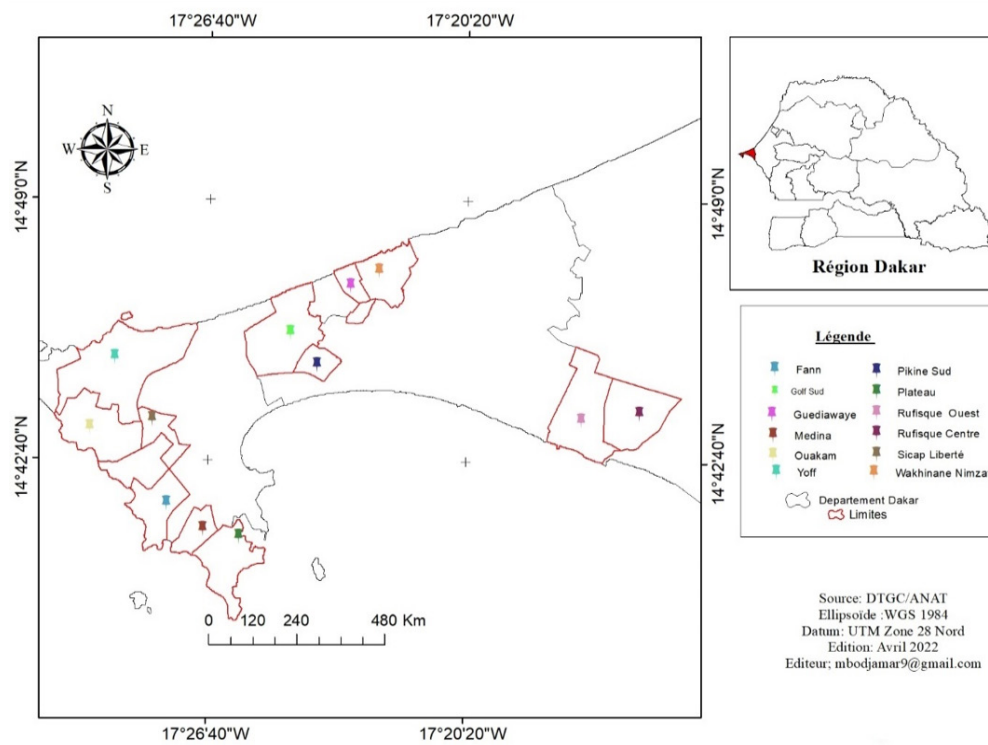 17°26'40"W
17°20'20"W
N
W
E
S
14°49'0"N
14°49'0"N
14°42'40"N
14°42'40"N
0 120 240 480 Km
17°26'40"W
17°20'20"W
Région Dakar
Légende
Fann
Golf Sud
Guediawaye
Medina
Ouakam
Yoff
Pikine Sud
Plateau
Rufisque Ouest
Rufisque Centre
Sicap Liberté
Wakhinane Nimza
Departement Dakar
Limites
Source: DTGC/ANAT
Ellipsoïde :WGS 1984
Datum: UTM Zone 28 Nord
Edition: Avril 2022
Editeur; mbodjamar9@gmail.com